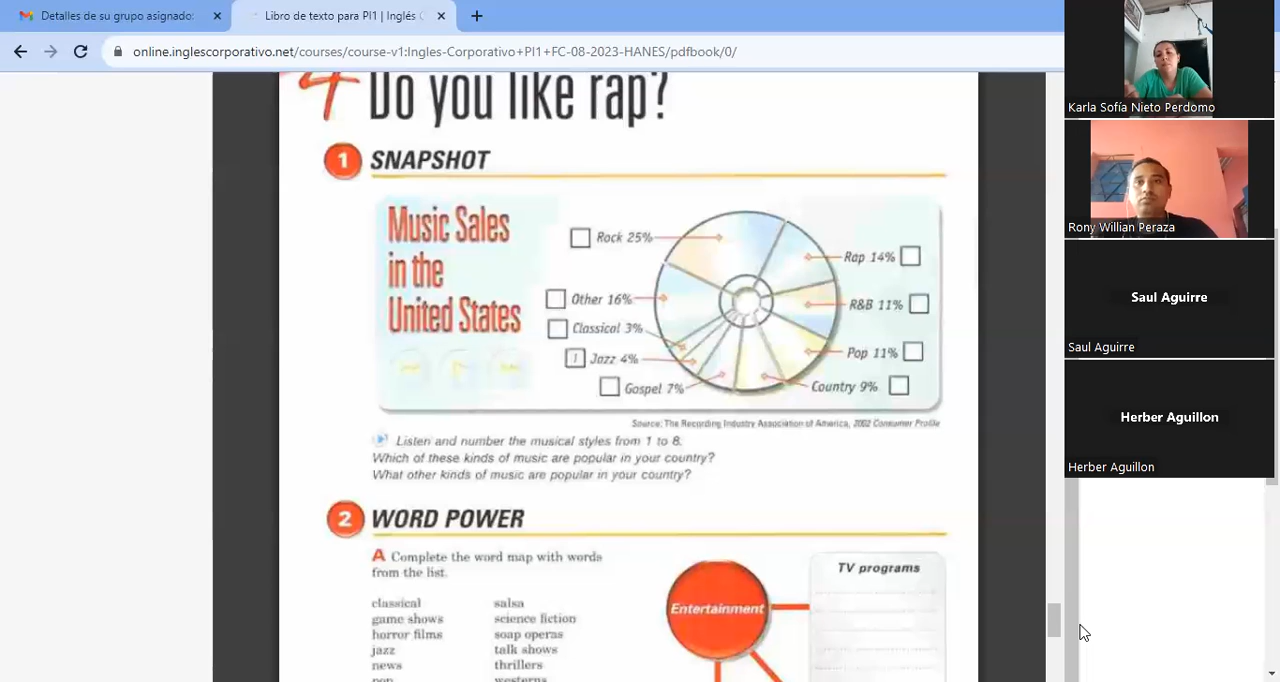 Detalles de su grupo asignado:
Libro de texto para PI1 | Inglés
online.inglescorporativo.net/courses/course-v1:Ingles-Corporativo+PI1+FC-08-2023-HANES/pdfbook/0/
4 Do you like rap?
1 SNAPSHOT
Music Sales
in the
United States
Rock 25%
Rap 14%
Other 16%
R&B 11%
Classical 3%
Pop 11%
1 Jazz 4%
Country 9%
Gospel 7%
Source: The Recording Industry Association of America, 2002 Consumer Profile
Listen and number the musical styles from 1 to 8.
Which of these kinds of music are popular in your country?
What other kinds of music are popular in your country?
2 WORD POWER
A Complete the word map with words
from the list.
classical
game shows
horror films
jazz
news
pop
salsa
science fiction
soap operas
talk shows
thrillers
westerns
Entertainment
TV programs
Karla Sofía Nieto Perdomo
Rony Willian Peraza
Saul Aguirre
Saul Aguirre
Herber Aguillon
Herber Aguillon